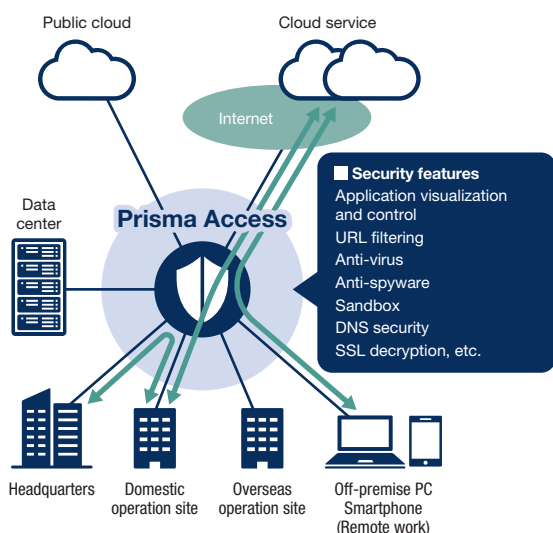 Public cloud
Cloud service
Internet
Data
center
Prisma Access
Security features
Application visualization
and control
URL filtering
Anti-virus
Anti-spyware
Sandbox
DNS security
SSL decryption, etc.
Headquarters
Domestic
operation site
Overseas
operation site
Off-premise PC
Smartphone
(Remote work)